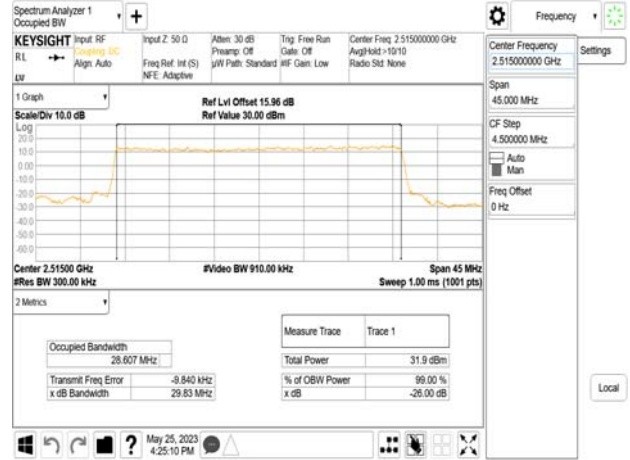 Spectrum Analyzer 1
Occupied BW
Frequency
KEYSIGHT
RL
Input: RF
Coupling: DC
Align: Auto
Input Z: 50 Ω
Freq Ref: Int (S)
NFE: Adaptive
Atten: 30 dB
Preamp: Off
µW Path: Standard
Trig: Free Run
Gate: Off
#IF Gain: Low
Center Freq: 2.515000000 GHz
Avg|Hold:>10/10
Radio Std: None
Center Frequency
2.515000000 GHz
Settings
Span
45.000 MHz
CF Step
4.500000 MHz
Auto
Man
Freq Offset
0 Hz
1 Graph
Scale/Div 10.0 dB
Ref Lvl Offset 15.96 dB
Ref Value 30.00 dBm
Log
20.0
10.0
0.00
-10.0
-20.0
-30.0
-40.0
-50.0
-60.0
Center 2.51500 GHz
#Res BW 300.00 kHz
#Video BW 910.00 kHz
Span 45 MHz
Sweep 1.00 ms (1001 pts)
2 Metrics
Measure Trace Trace 1
Occupied Bandwidth
28.607 MHz
Total Power 31.9 dBm
Transmit Freq Error -9.840 kHz
% of OBW Power 99.00 %
x dB Bandwidth 29.83 MHz
x dB -26.00 dB
Local
May 25, 2023
4:25:10 PM